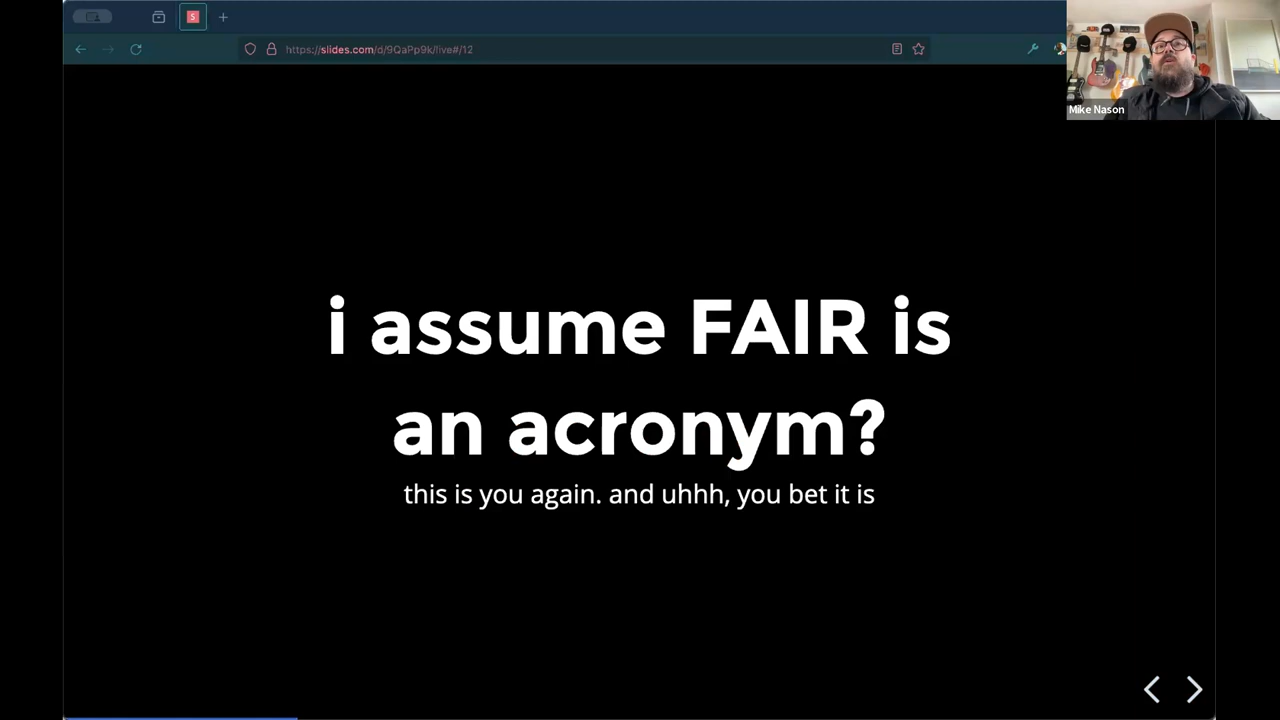 S
https://slides.com/d/9QaPp9k/live#/12
Mike Nason
i assume FAIR is
an acronym?
this is you again. and uhhh, you bet it is